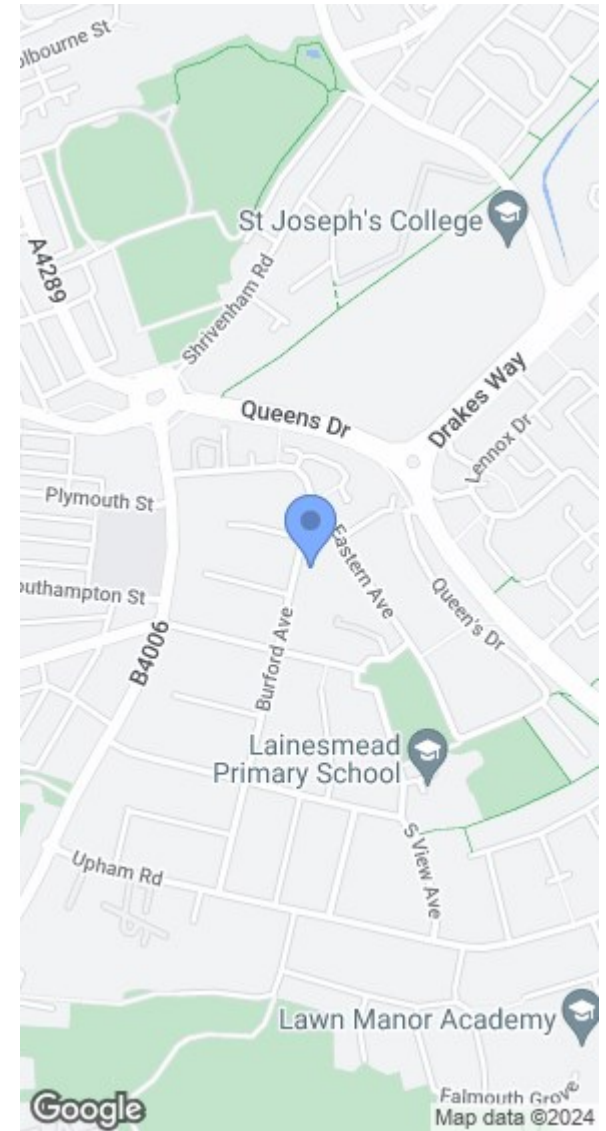 olbourne St
St Joseph's College
A4289
Shrivenham Rd
Queens Dr
Drakes Way
Lennox Dr
Plymouth St
Eastern Ave
outhampton St
Queen's Dr
B4006
Burford Ave
Lainesmead
Primary School
S View Ave
Upham Rd
Lawn Manor Academy
Falmouth Grove
Google
Map data ©2024